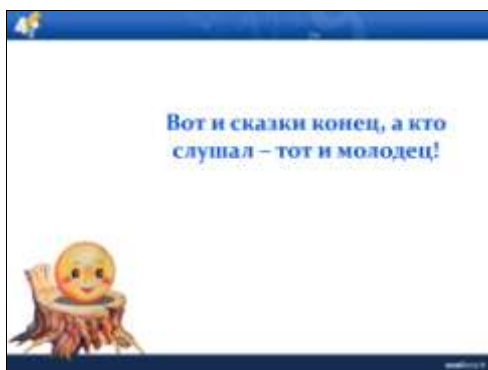 Вот и сказки конец, а кто
слушал – тот и молодец!